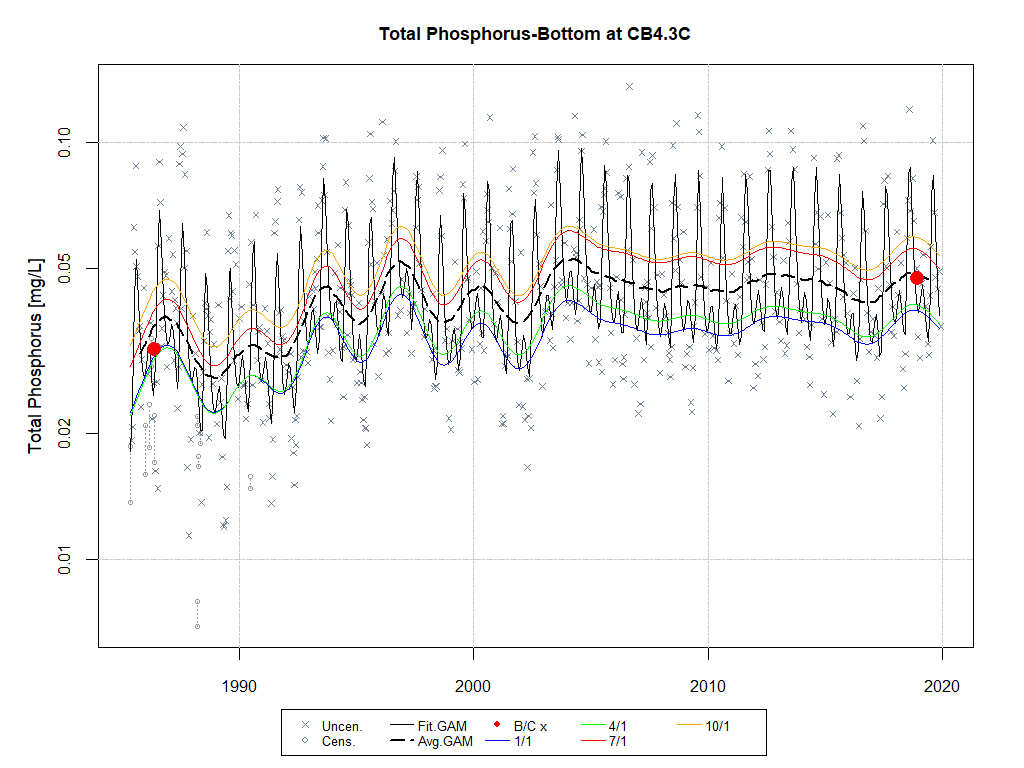 Total Phosphorus-Bottom at CB4.3C
Total Phosphorus [mg/L]
0.10
0.05
0.02
0.01
1990 2000 2010 2020
Uncen. Fit.GAM B/C x 4/1 10/1
Cens. Avg.GAM 1/1 7/1